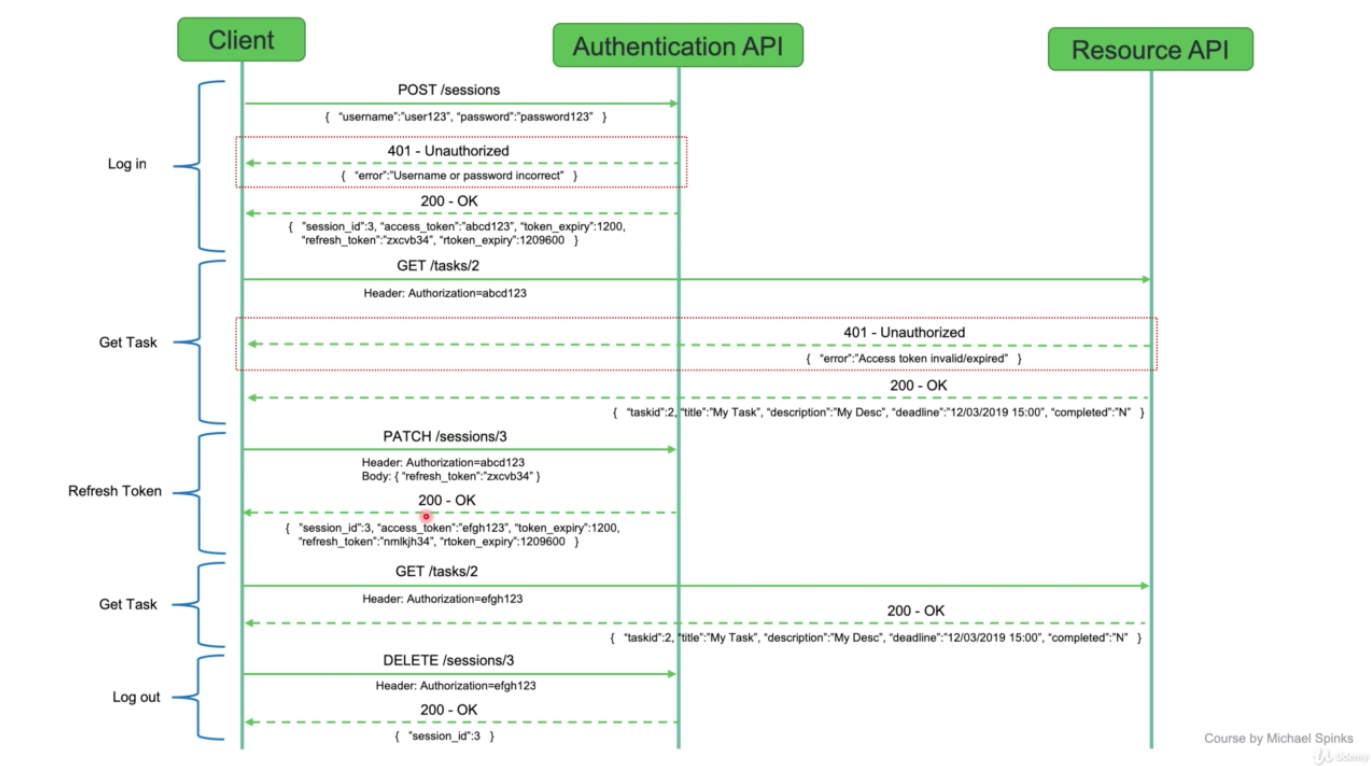 Client
Authentication API
Resource API
POST /sessions
{ "username":"user123", "password":"password123" }
Log in
401 - Unauthorized
{ "error":"Username or password incorrect" }
200 - OK
{ "session_id":3, "access_token":"abcd123", "token_expiry":1200,
"refresh_token":"zxcvb34", "rtoken_expiry":1209600 }
GET /tasks/2
Header: Authorization=abcd123
Get Task
401 - Unauthorized
{ "error":"Access token invalid/expired" }
200 - OK
{ "taskid":2, "title":"My Task", "description":"My Desc", "deadline":"12/03/2019 15:00", "completed":"N" }
PATCH /sessions/3
Header: Authorization=abcd123
Body: { "refresh_token":"zxcvb34" }
Refresh Token
200 - OK
{ "session_id":3, "access_token":"efgh123", "token_expiry":1200,
"refresh_token":"nmlkjh34", "rtoken_expiry":1209600 }
GET /tasks/2
Header: Authorization=efgh123
Get Task
200 - OK
{ "taskid":2, "title":"My Task", "description":"My Desc", "deadline":"12/03/2019 15:00", "completed":"N" }
DELETE /sessions/3
Header: Authorization=efgh123
Log out
200 - OK
{ "session_id":3 }
Course by Michael Spinks
Udemy